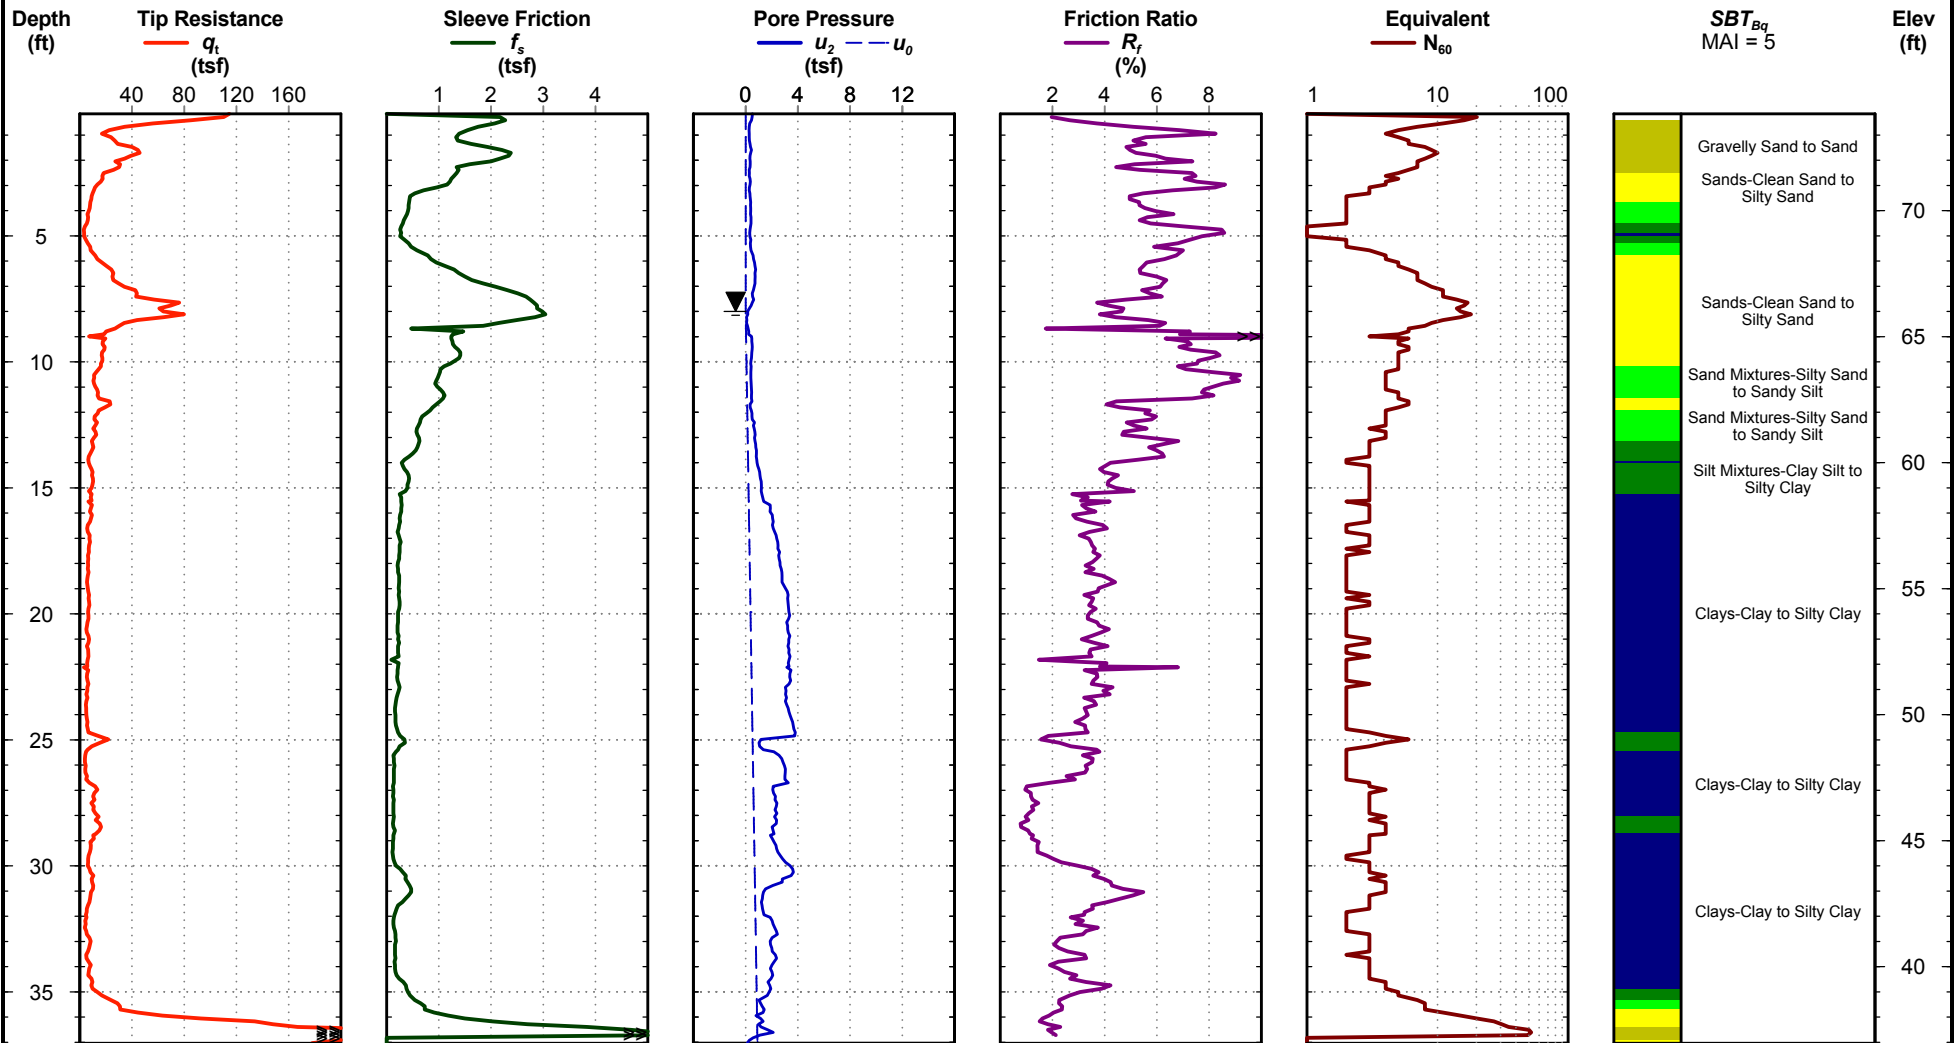 Depth
(ft)
Tip Resistance
qt
(tsf)
Sleeve Friction
fs
(tsf)
Pore Pressure
u2 u0
(tsf)
Friction Ratio
Rf
(%)
Equivalent
N60
SBTBq
MAI = 5
Elev
(ft)
40 80 120 160
1 2 3 4
0 4 8 12
2 4 6 8
1 10 100
5
10
15
20
25
30
35
Gravelly Sand to Sand
Sands-Clean Sand to
Silty Sand
Sands-Clean Sand to
Silty Sand
Sand Mixtures-Silty Sand
to Sandy Silt
Sand Mixtures-Silty Sand
to Sandy Silt
Silt Mixtures-Clay Silt to
Silty Clay
Clays-Clay to Silty Clay
Clays-Clay to Silty Clay
Clays-Clay to Silty Clay
70
65
60
55
50
45
40